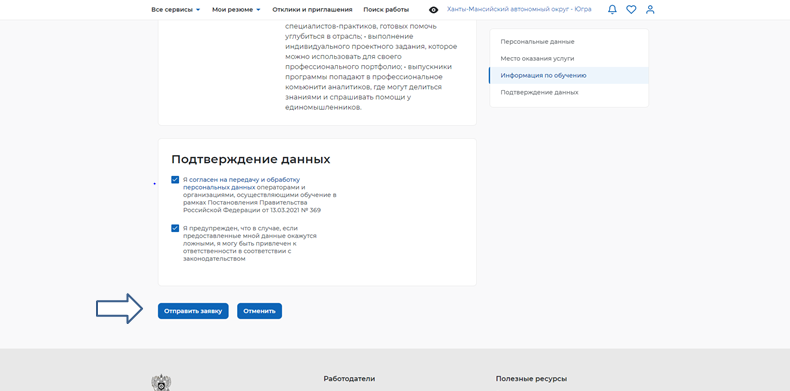 Все сервисы
Мои резюме
Отклики и приглашения
Поиск работы
Ханты-Мансийский автономный округ - Югра
специалистов-практиков, готовых помочь
углубиться в отрасль; • выполнение
индивидуального проектного задания, которое
можно использовать для своего
профессионального портфолио; • выпускники
программы попадают в профессиональное
комьюнити аналитиков, где могут делиться
знаниями и спрашивать помощи у
единомышленников.
Персональные данные
Место оказания услуги
Информация по обучению
Подтверждение данных
Подтверждение данных
Я согласен на передачу и обработку
персональных данных операторами и
организациями, осуществляющими обучение в
рамках Постановления Правительства
Российской Федерации от 13.03.2021 № 369
Я предупрежден, что в случае, если
предоставленные мной данные окажутся
ложными, я могу быть привлечен к
ответственности в соответствии с
законодательством
Отправить заявку
Отменить
Работодатели
Полезные ресурсы